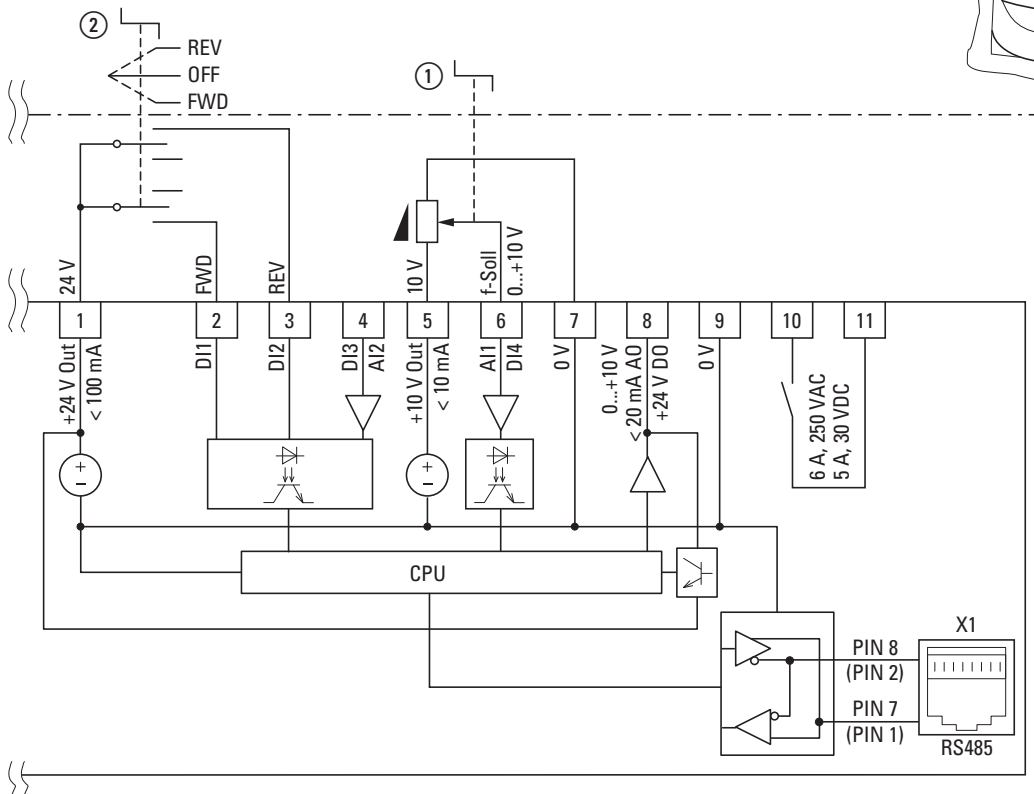 ②
REV
OFF
FWD
①
24 V
FWD
REV
10 V
f-Soll
0...+10 V
1
2
3
4
5
6
7
8
9
10
11
+24 V Out
< 100 mA
DI1
DI2
DI3
AI2
+10 V Out
< 10 mA
AI1
DI4
0 V
0...+10 V
< 20 mA AO
+24 V DO
0 V
6 A, 250 VAC
5 A, 30 VDC
CPU
X1
PIN 8
(PIN 2)
PIN 7
(PIN 1)
RS485